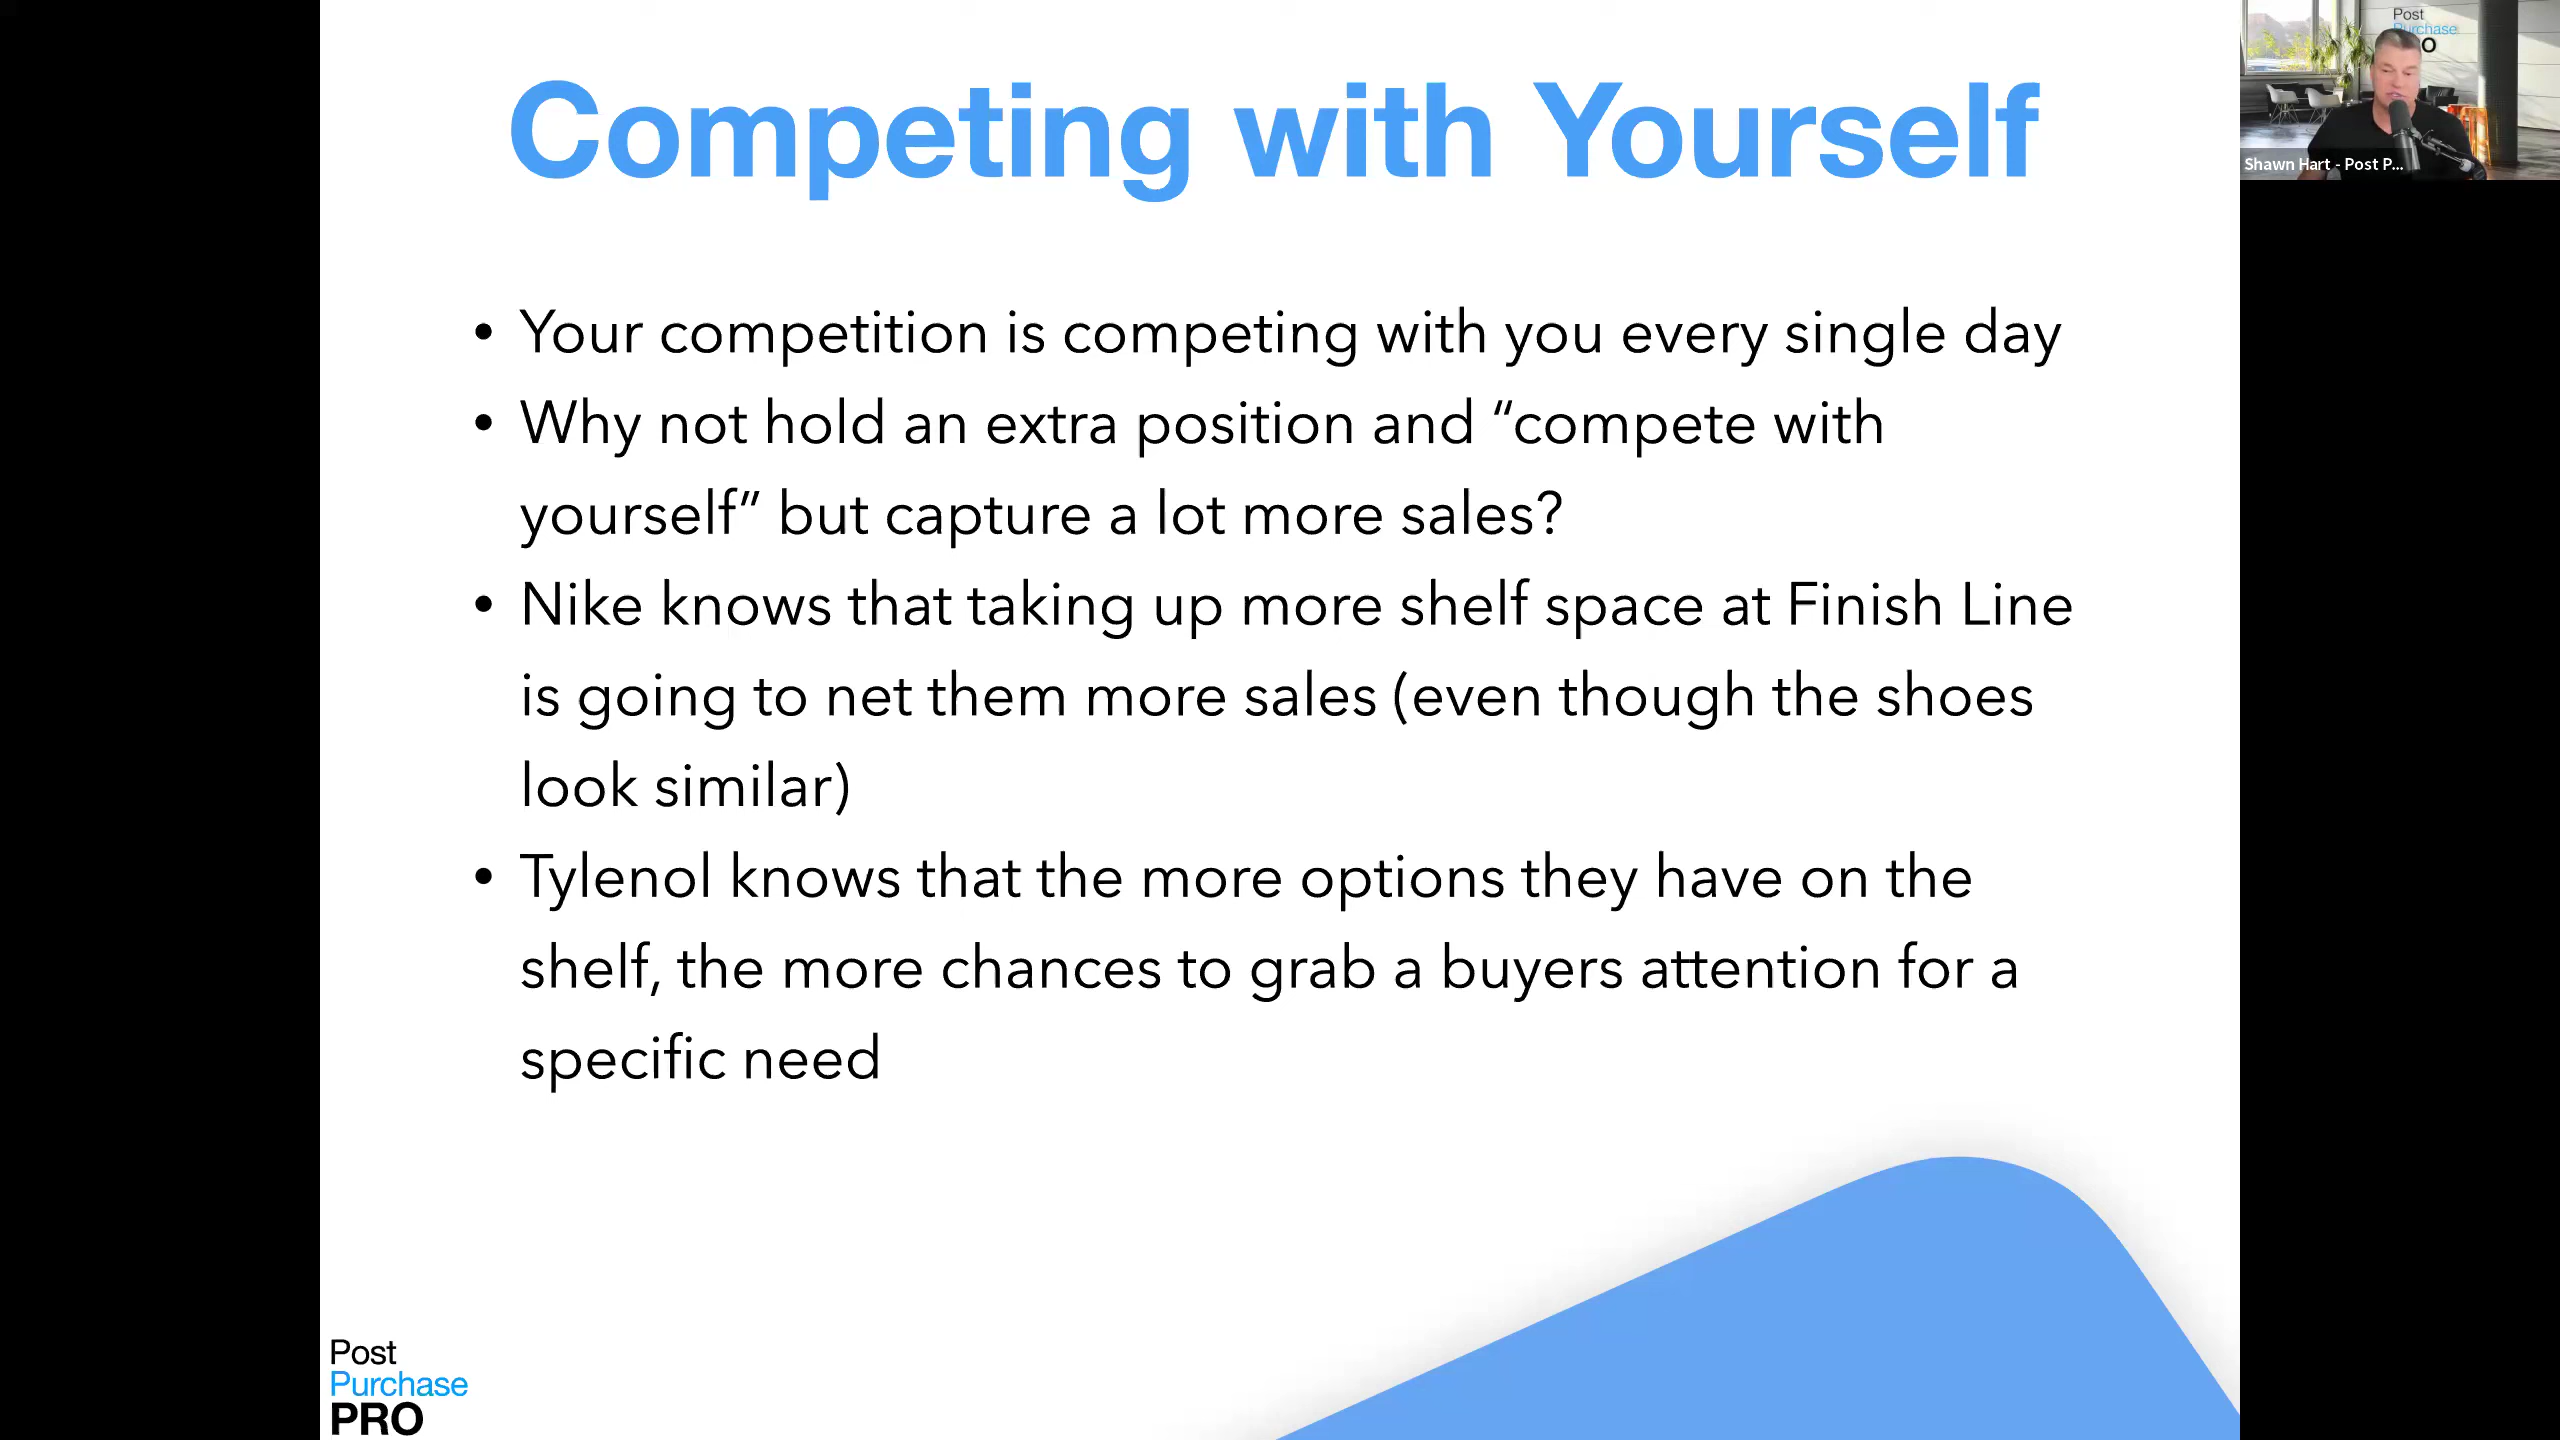 Competing with Yourself
• Your competition is competing with you every single day
• Why not hold an extra position and “compete with
yourself” but capture a lot more sales?
• Nike knows that taking up more shelf space at Finish Line
is going to net them more sales (even though the shoes
look similar)
• Tylenol knows that the more options they have on the
shelf, the more chances to grab a buyers attention for a
specific need
Post
Purchase
PRO
Post
Purchase
O
Shawn Hart - Post P...